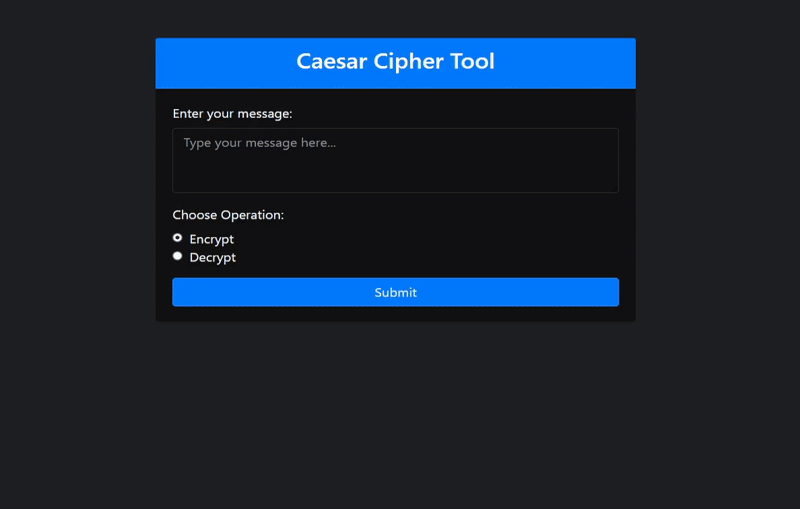 Caesar Cipher Tool
Enter your message:
Type your message here...
Choose Operation:
Encrypt
Decrypt
Submit